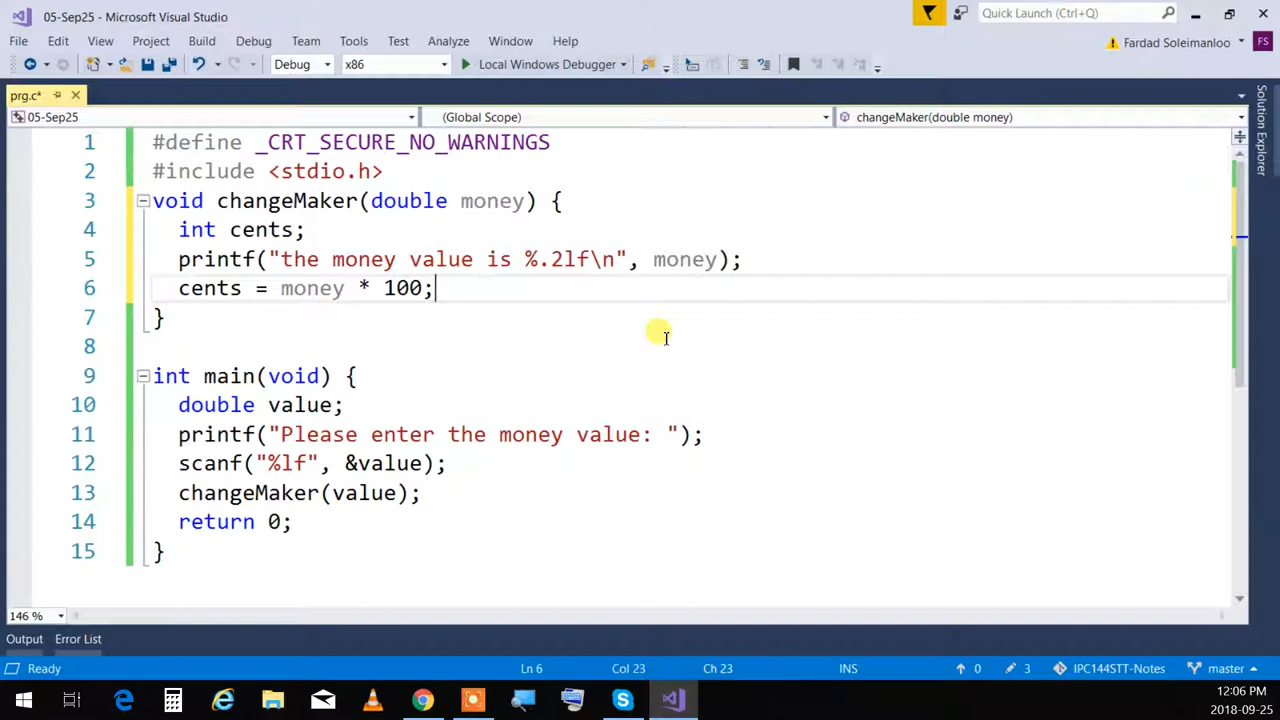 05-Sep25 - Microsoft Visual Studio
Quick Launch (Ctrl+Q)
File Edit View Project Build Debug Team Tools Test Analyze Window Help
Fardad Soleimanloo FS
Debug x86 Local Windows Debugger
prg.c*
05-Sep25 (Global Scope) changeMaker(double money)
Solution Explorer
1 #define _CRT_SECURE_NO_WARNINGS
2 #include <stdio.h>
3 void changeMaker(double money) {
4 int cents;
5 printf("the money value is %.2lf\n", money);
6 cents = money * 100;
7 }
8
9 int main(void) {
10 double value;
11 printf("Please enter the money value: ");
12 scanf("%lf", &value);
13 changeMaker(value);
14 return 0;
15 }
146 %
Output Error List
Ready Ln 6 Col 23 Ch 23 INS 0 3 IPC144STT-Notes master
12:06 PM
2018-09-25